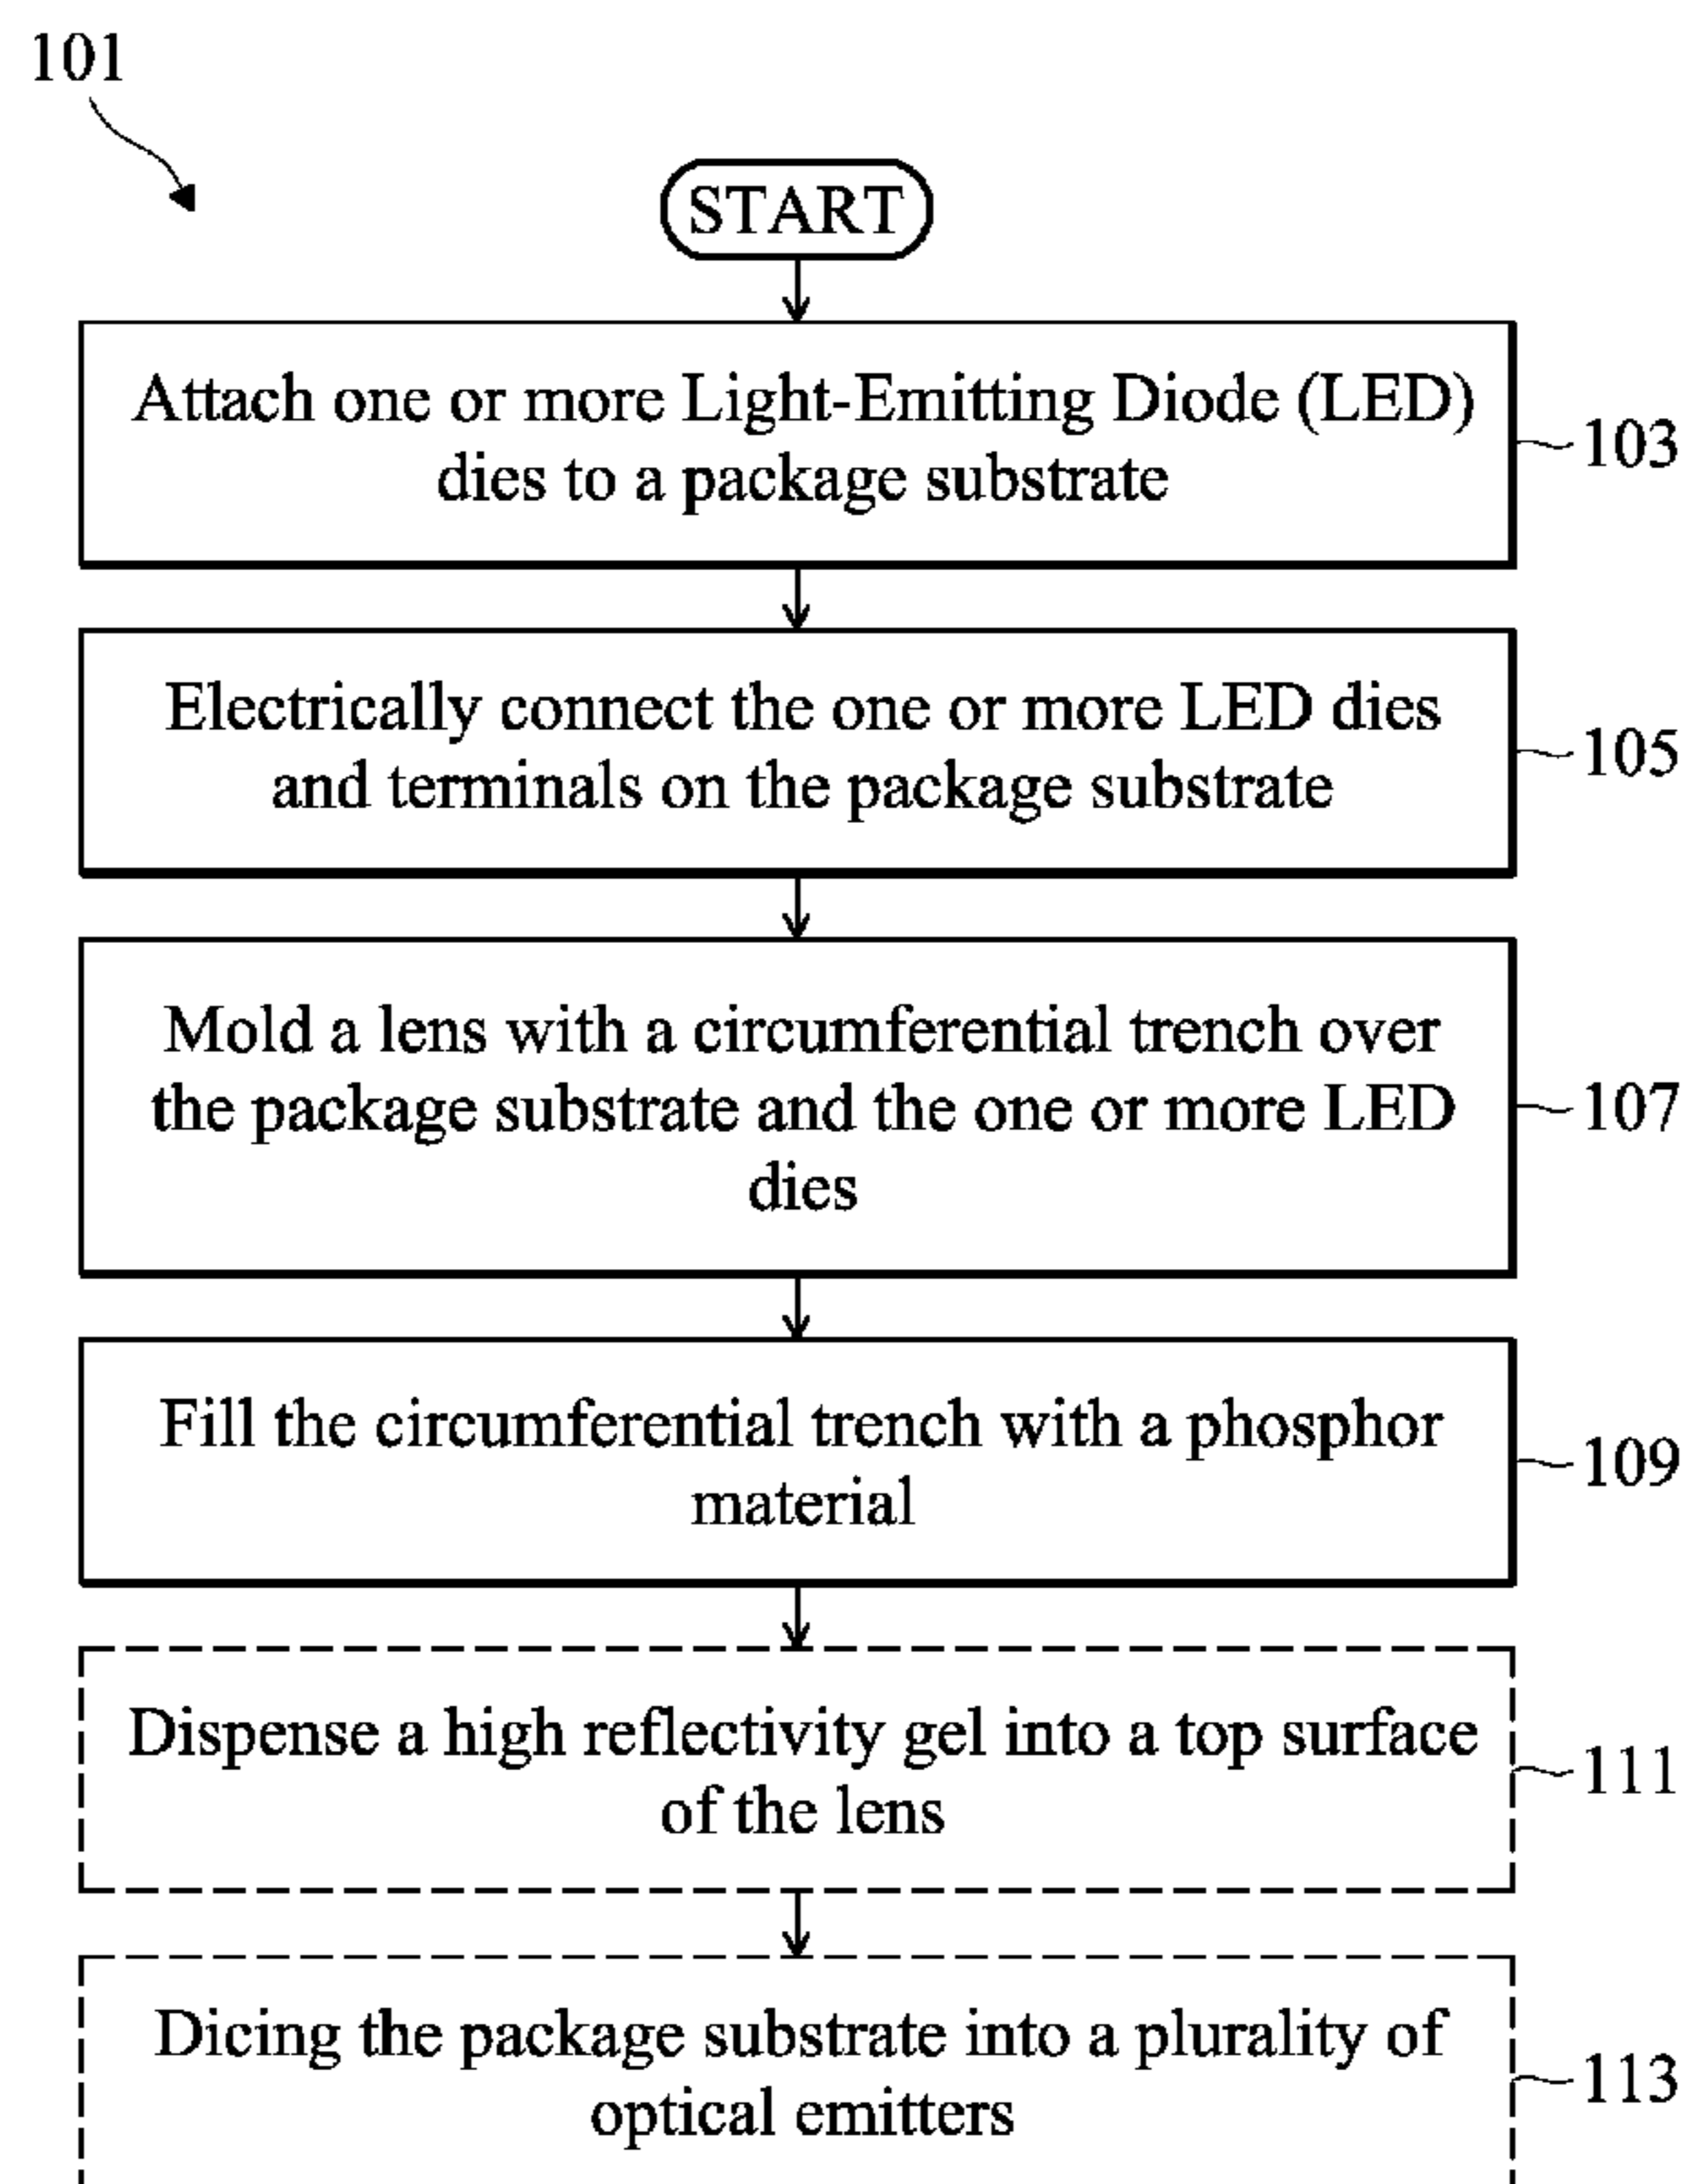 101
START
Attach one or more Light-Emitting Diode (LED)
dies to a package substrate
103
Electrically connect the one or more LED dies
and terminals on the package substrate
105
Mold a lens with a circumferential trench over
the package substrate and the one or more LED
dies
107
Fill the circumferential trench with a phosphor
material
109
Dispense a high reflectivity gel into a top surface
of the lens
111
Dicing the package substrate into a plurality of
optical emitters
113